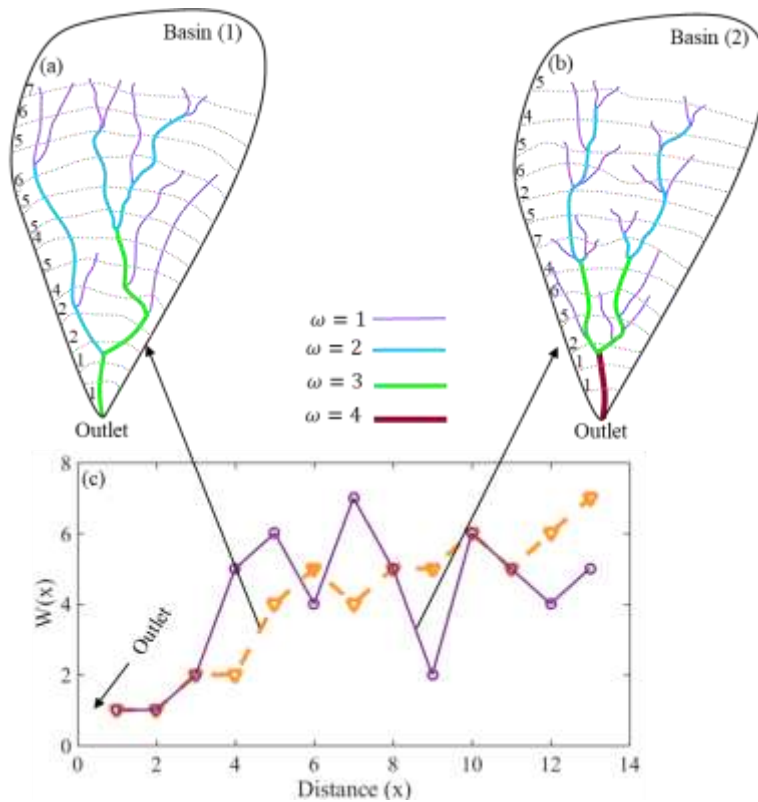 Basin (1)
(a)
7
6
5
6
5
5
4
5
4
2
2
1
1
Outlet
Basin (2)
(b)
5
4
5
6
2
5
7
4
6
5
2
1
1
Outlet
ω = 1
ω = 2
ω = 3
ω = 4
(c)
W(x)
8
6
4
2
0
Outlet
0 2 4 6 8 10 12 14
Distance (x)